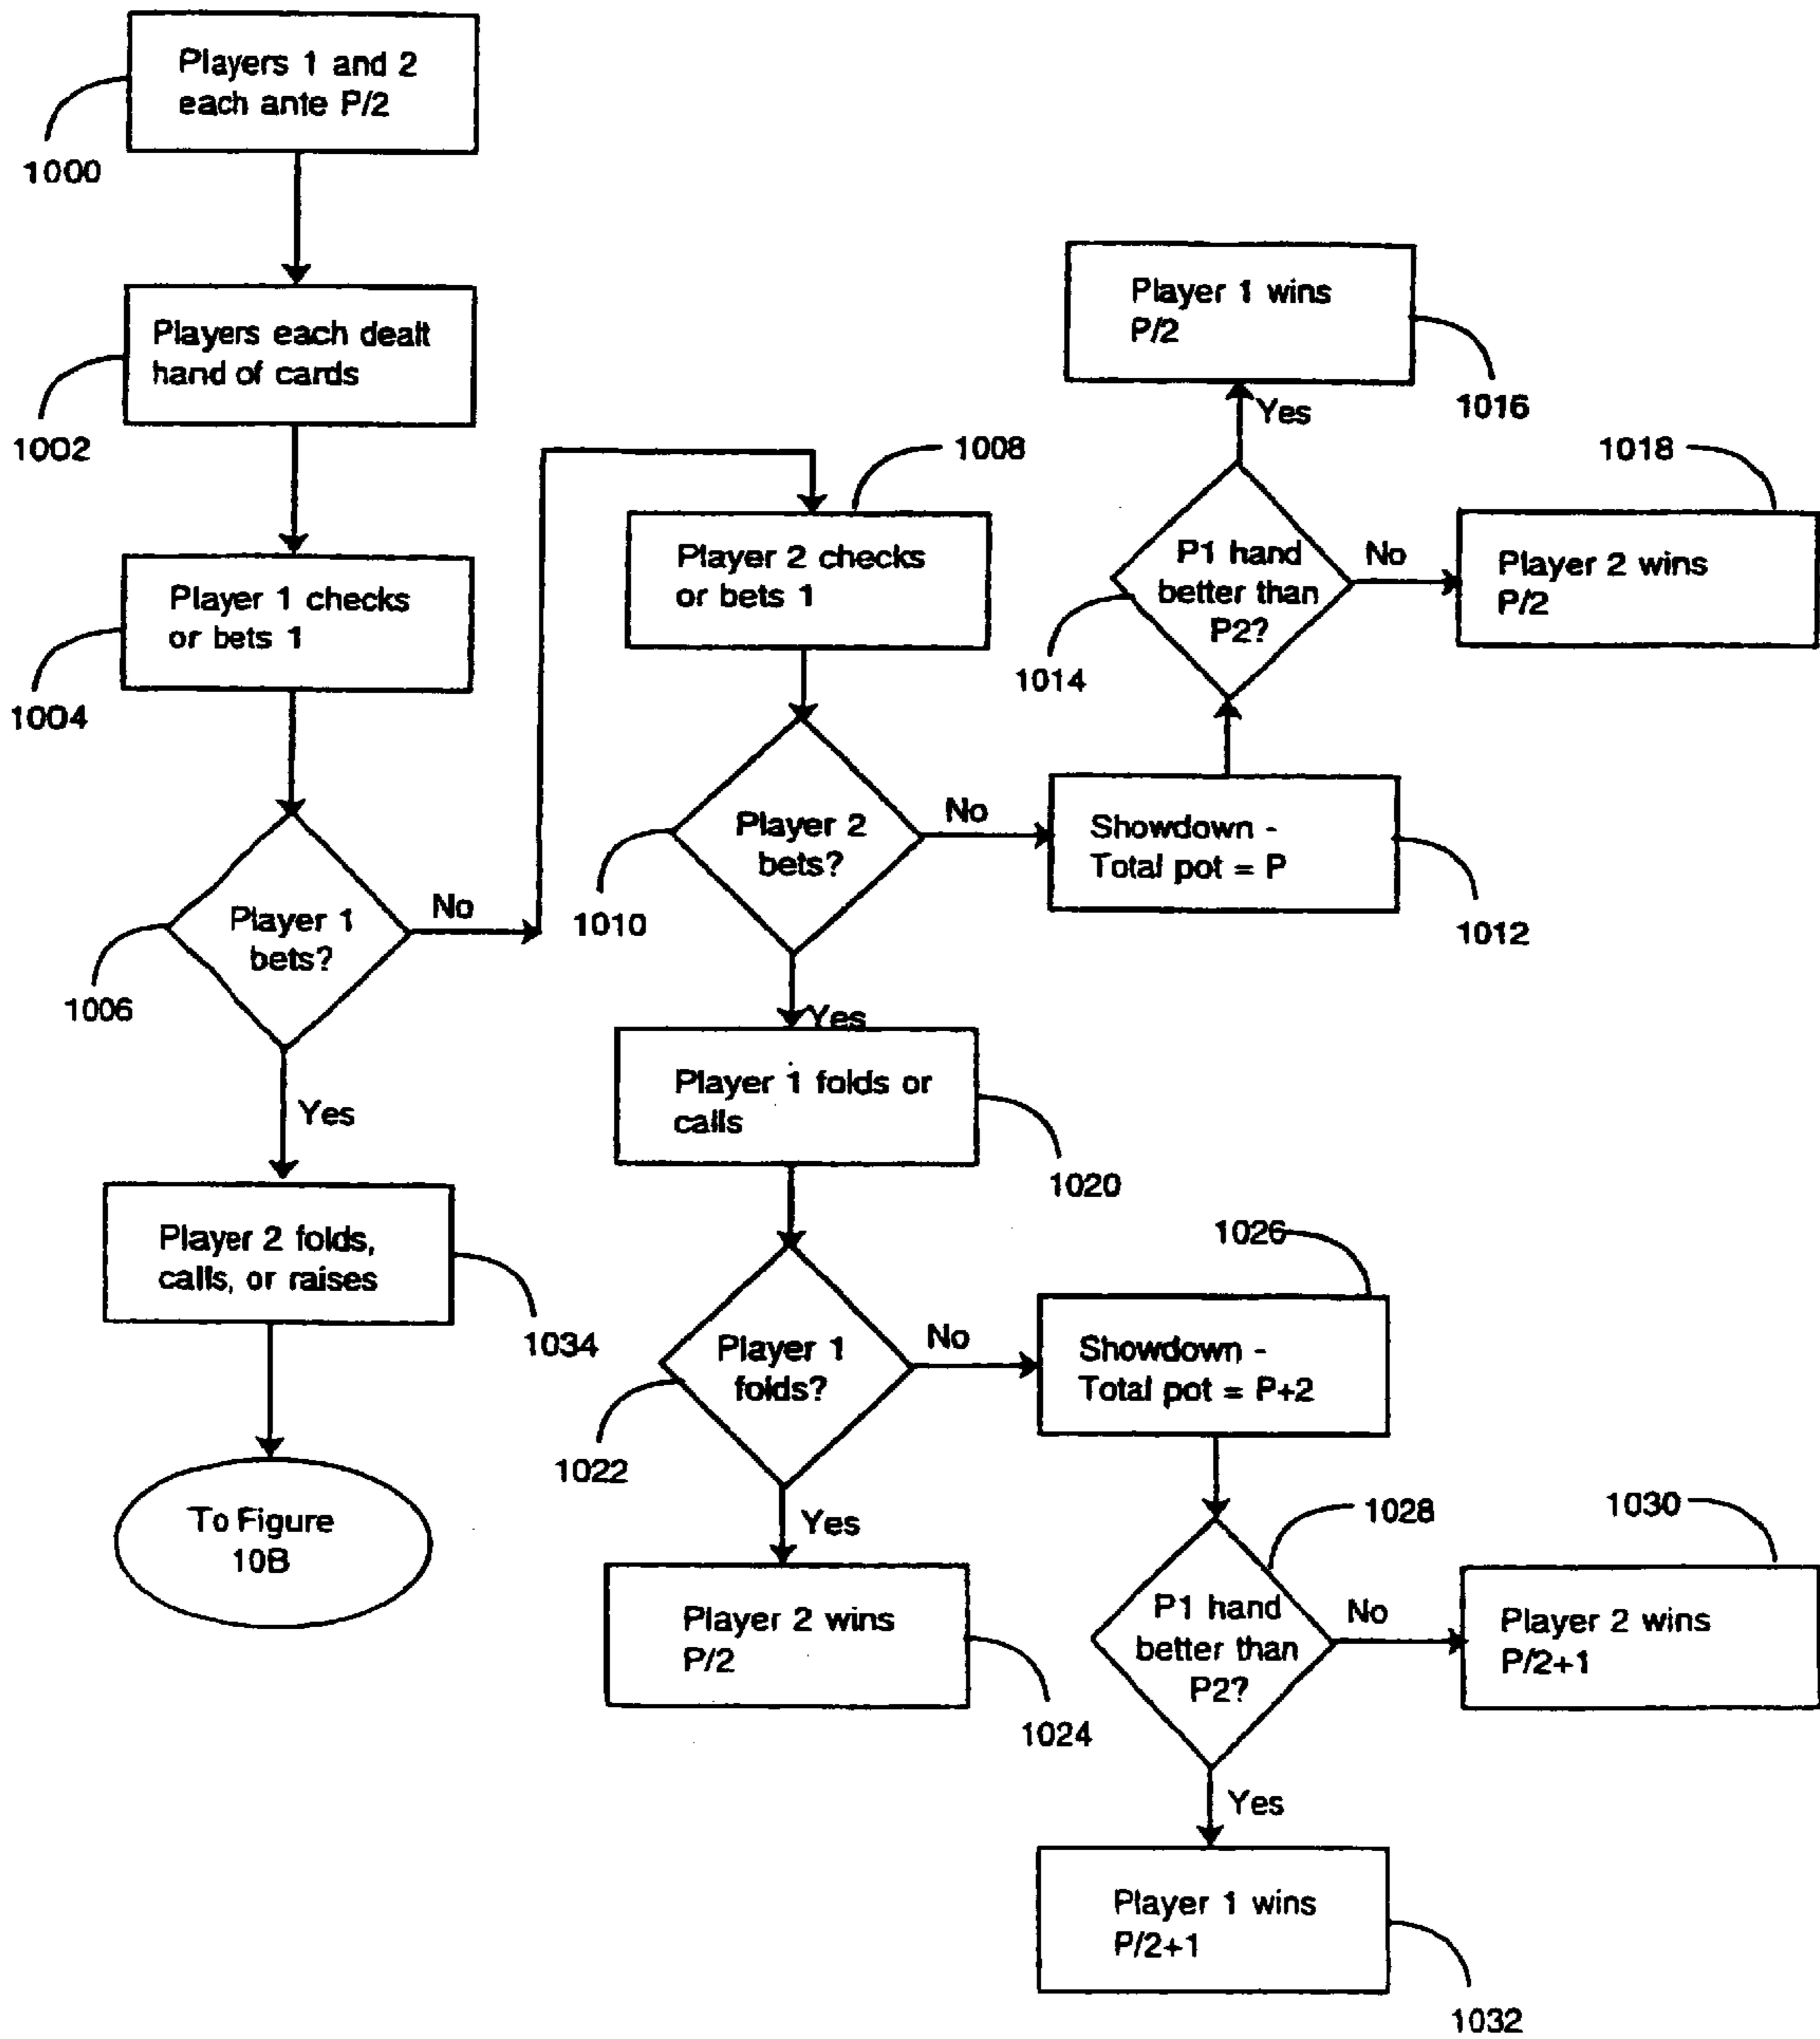 Players 1 and 2
each ante P/2
1000
Players each dealt
hand of cards
1002
Player 1 checks
or bets 1
1004
Player 1
bets?
1006
No
Yes
Player 2 folds,
calls, or raises
1034
To Figure
10B
1008
Player 2 checks
or bets 1
Player 2
bets?
1010
No
Yes
Showdown -
Total pot = P
1012
P1 hand
better than
P2?
1014
Yes
No
Player 1 wins
P/2
1016
1018
Player 2 wins
P/2
Player 1 folds or
calls
1020
Player 1
folds?
1022
No
Yes
Player 2 wins
P/2
1024
1026
Showdown -
Total pot = P+2
1028
P1 hand
better than
P2?
No
Yes
1030
Player 2 wins
P/2+1
Player 1 wins
P/2+1
1032